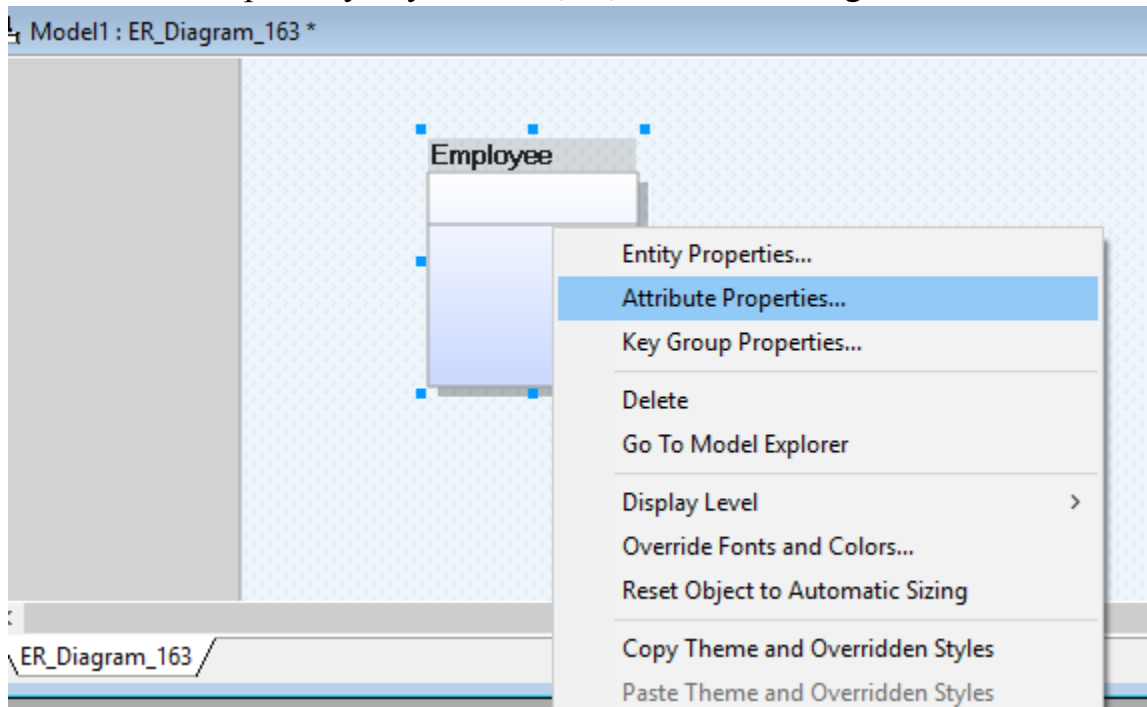 Model1 : ER_Diagram_163 *
Employee
Entity Properties...
Attribute Properties...
Key Group Properties...
Delete
Go To Model Explorer
Display Level
Override Fonts and Colors...
Reset Object to Automatic Sizing
Copy Theme and Overridden Styles
Paste Theme and Overridden Styles
ER_Diagram_163